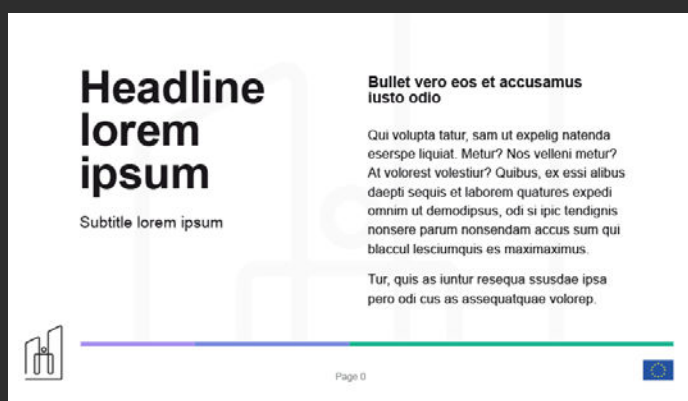 Headline
lorem
ipsum
Subtitle lorem ipsum
Bullet vero eos et accusamus
iusto odio
Qui volupta tatur, sam ut expelig natenda
eserspe liquiat. Metur? Nos velleni metur?
At volorest volestiur? Quibus, ex essi alibus
daepti sequis et laborem quatures expedi
omnim ut demodipsus, odi si ipic tendignis
nonsere parum nonsendam accus sum qui
blaccul lesciumquis es maximaximus.
Tur, quis as iuntur resequa ssusdae ipsa
pero odi cus as assequatquae volorep.
Page 0